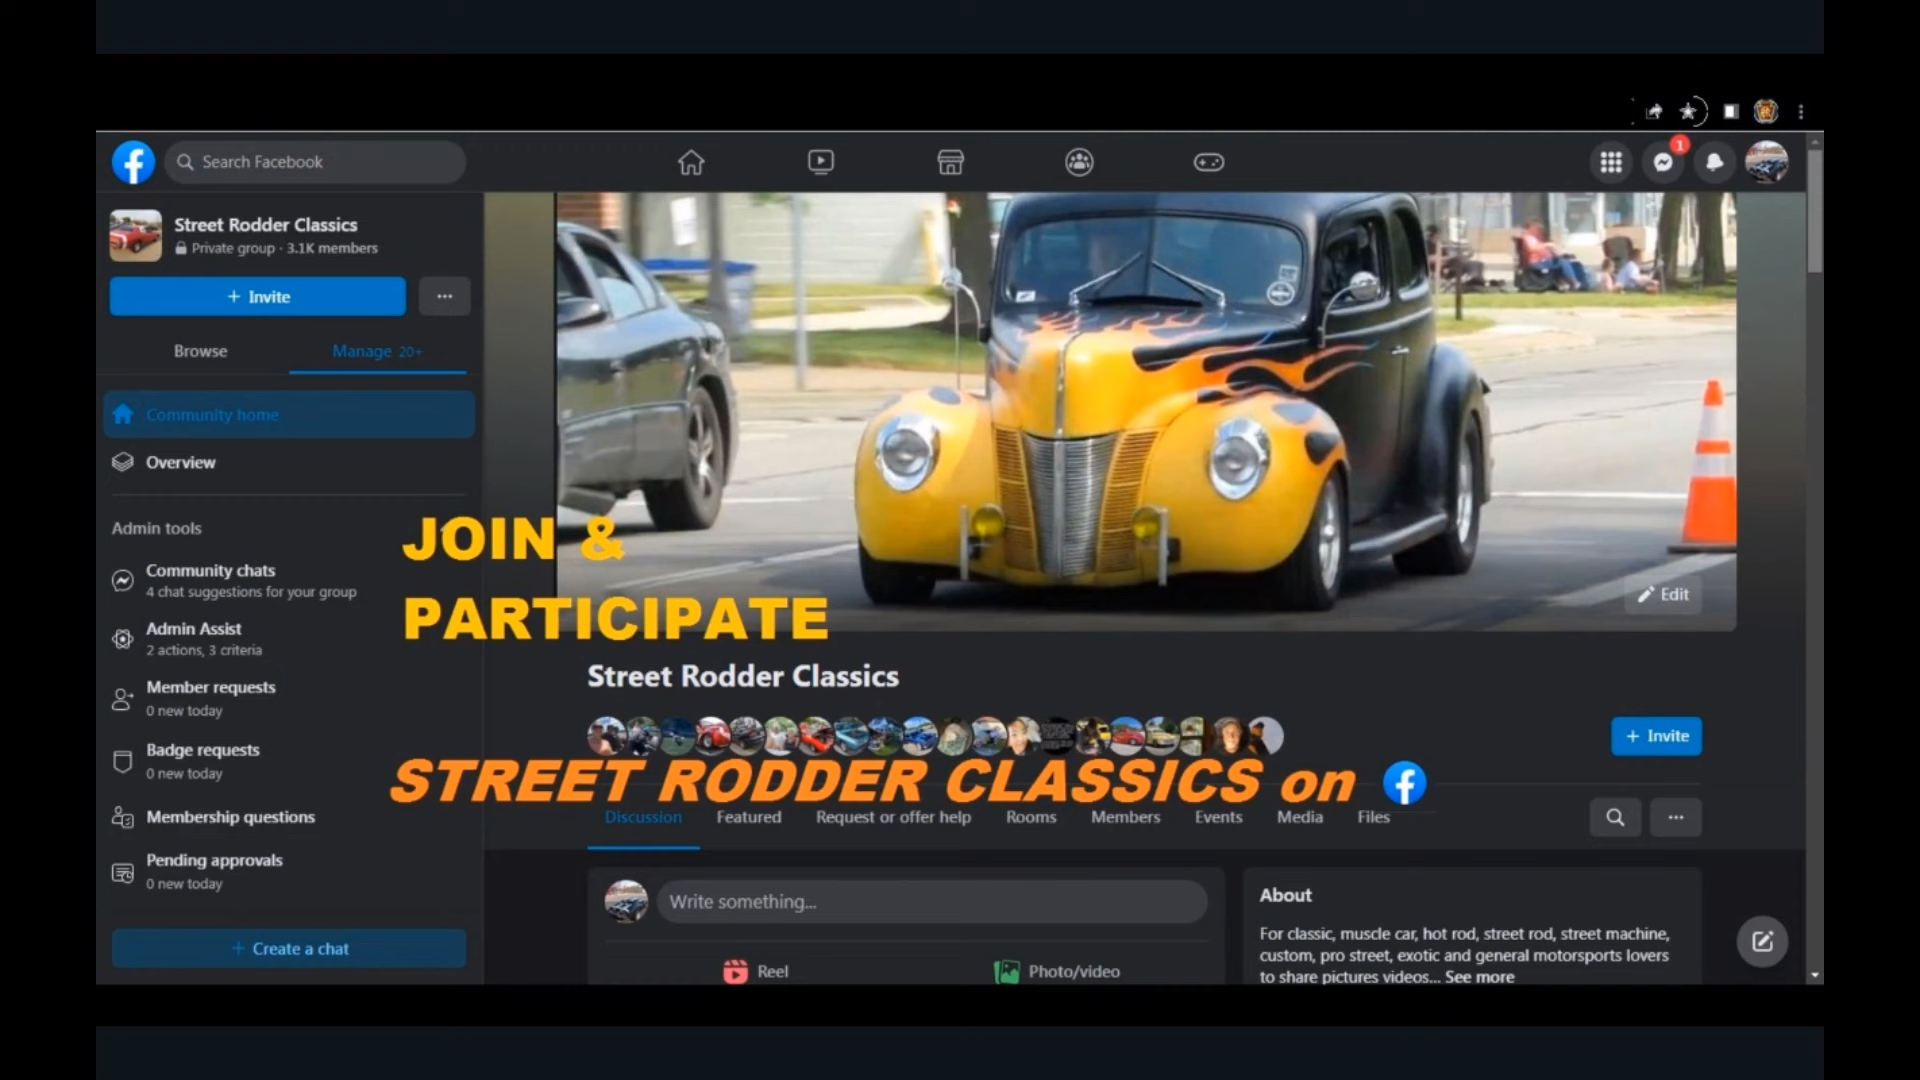 Search Facebook
1
Street Rodder Classics
Private group · 3.1K members
+ Invite
Browse
Manage 20+
Community home
Overview
Admin tools
Community chats
4 chat suggestions for your group
Admin Assist
2 actions, 3 criteria
Member requests
0 new today
Badge requests
0 new today
Membership questions
Pending approvals
0 new today
+ Create a chat
JOIN &
PARTICIPATE
Edit
Street Rodder Classics
+ Invite
STREET RODDER CLASSICS on
Discussion Featured Request or offer help Rooms Members Events Media Files
Write something...
Reel
Photo/video
About
For classic, muscle car, hot rod, street rod, street machine,
custom, pro street, exotic and general motorsports lovers
to share pictures videos... See more